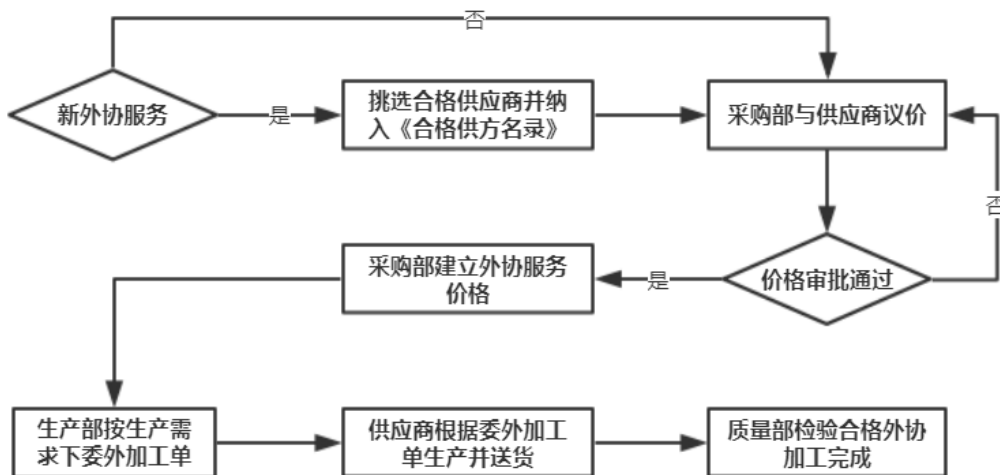 否
新外协服务
是
挑选合格供应商并纳
入《合格供方名录》
采购部与供应商议价
否
采购部建立外协服务
价格
是
价格审批通过
生产部按生产需
求下委外加工单
供应商根据委外加工
单生产并送货
质量部检验合格外协
加工完成